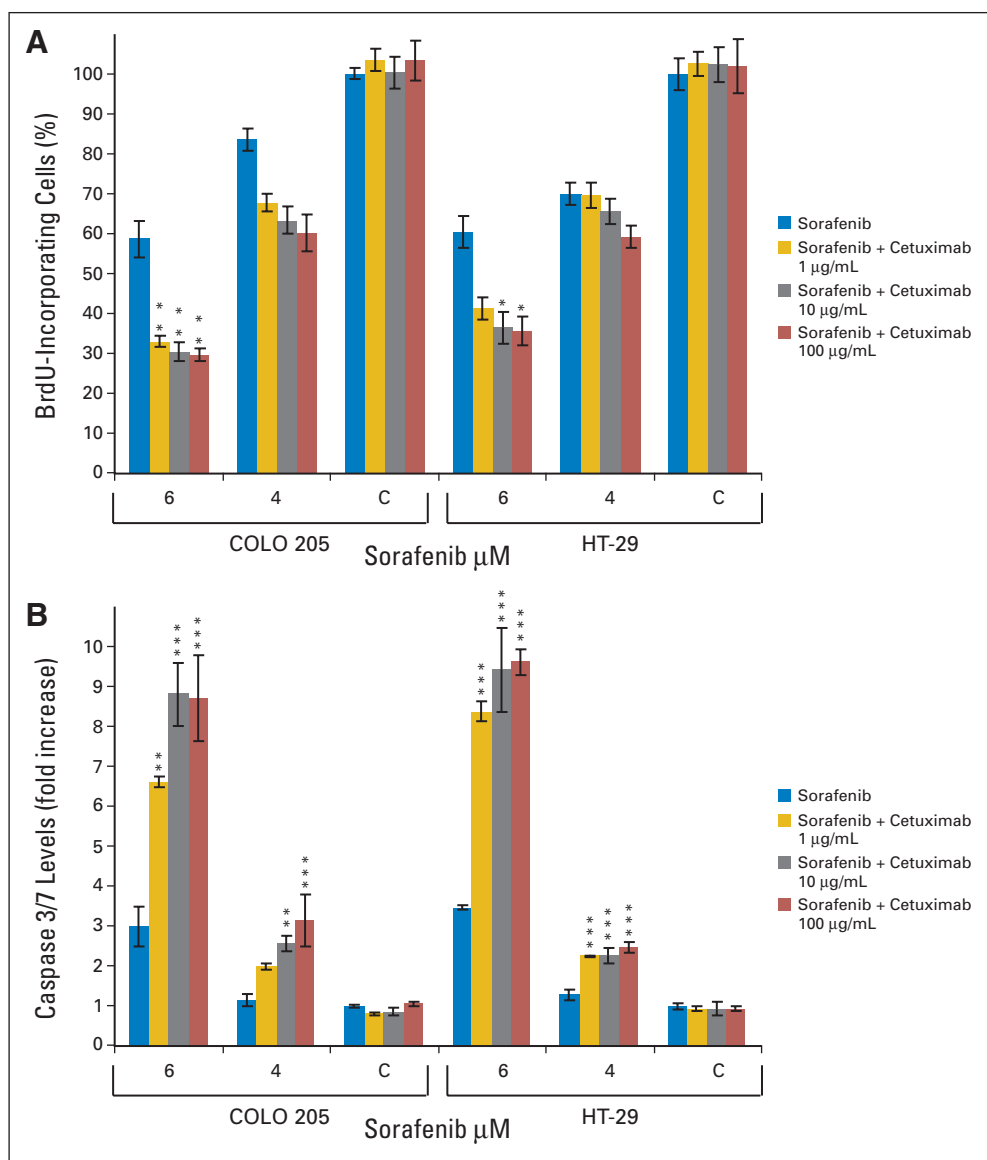 A
BrdU-Incorporating Cells (%)
100
90
80
70
60
50
40
30
20
10
0
* *
* *
* *
*
*
6 4 C 6 4 C
COLO 205 HT-29
Sorafenib µM
Sorafenib
Sorafenib + Cetuximab
1 µg/mL
Sorafenib + Cetuximab
10 µg/mL
Sorafenib + Cetuximab
100 µg/mL
B
Caspase 3/7 Levels (fold increase)
10
9
8
7
6
5
4
3
2
1
0
* *
* * *
* * *
* *
* * *
* * *
* * *
* * *
* * *
* * *
* * *
6 4 C 6 4 C
COLO 205 HT-29
Sorafenib µM
Sorafenib
Sorafenib + Cetuximab
1 µg/mL
Sorafenib + Cetuximab
10 µg/mL
Sorafenib + Cetuximab
100 µg/mL